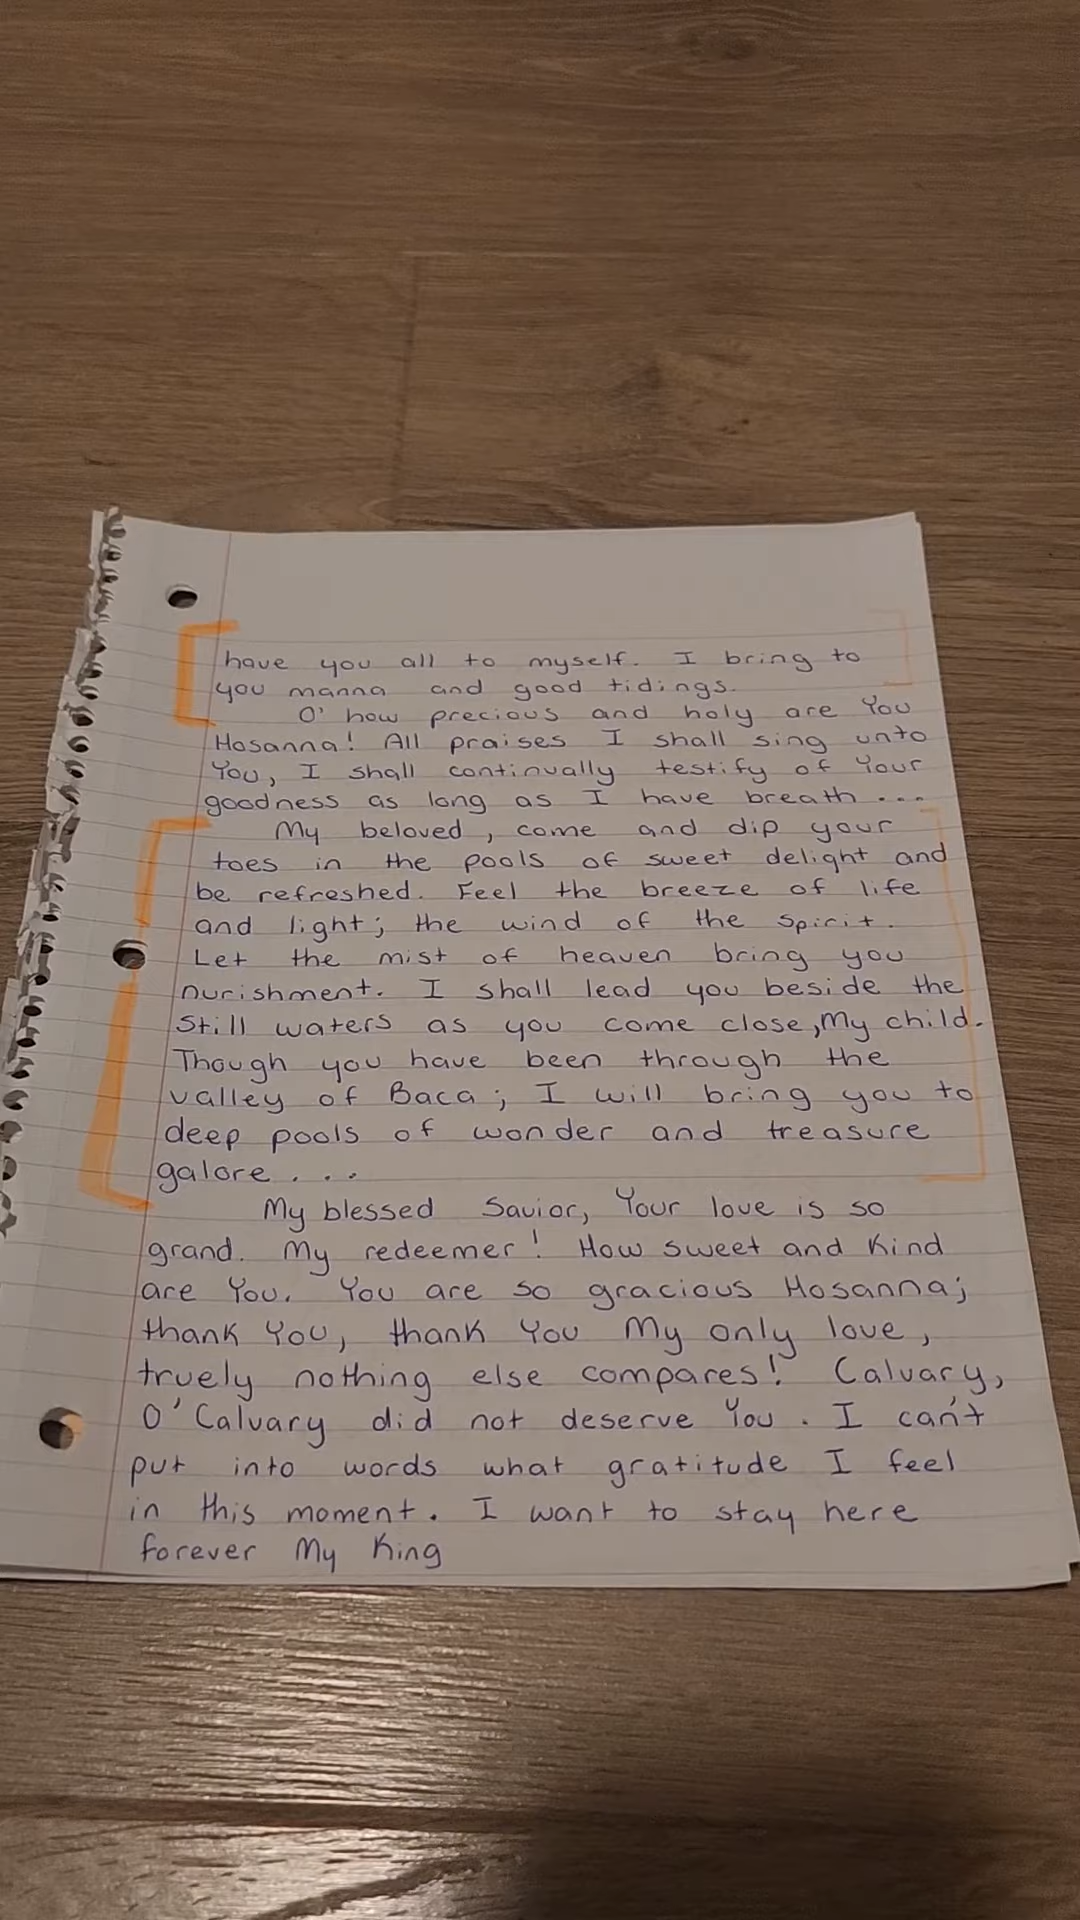 have you all to myself. I bring to
you manna and good tidings.
O' how precious and holy are You
Hosanna! All praises I shall sing unto
You, I shall continually testify of Your
goodness as long as I have breath ...
My beloved, come and dip your
toes in the pools of sweet delight and
be refreshed. Feel the breeze of life
and light; the wind of the Spirit.
Let the mist of heaven bring you
nurishment. I shall lead you beside the
Still waters as you come close, My child.
Though you have been through the
valley of Baca; I will bring you to
deep pools of wonder and treasure
galore....
My blessed Savior, Your love is so
grand. My redeemer! How sweet and Kind
are You. You are so gracious Hosanna;
thank You, thank You My only love,
truely nothing else compares! Calvary,
O' Calvary did not deserve You. I can't
put into words what gratitude I feel
in this moment. I want to stay here
forever My King